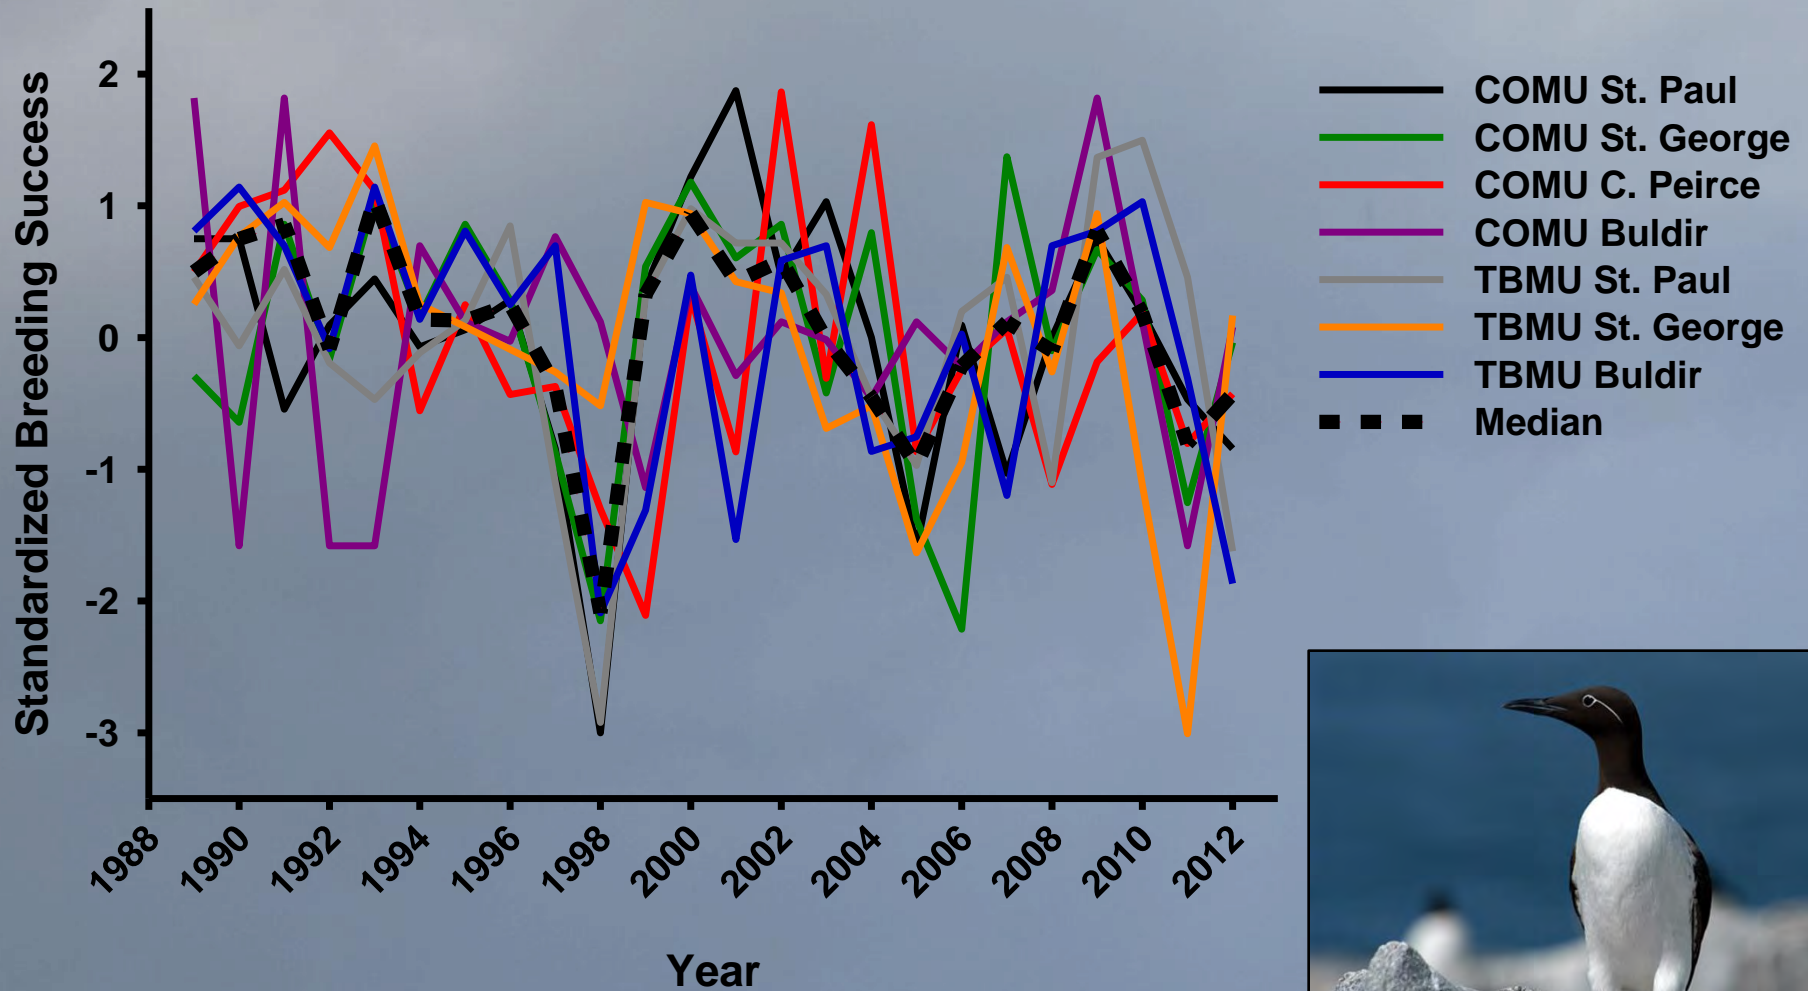 Standardized Breeding Success
2
1
0
-1
-2
-3
1988
1990
1992
1994
1996
1998
2000
2002
2004
2006
2008
2010
2012
Year
COMU St. Paul
COMU St. George
COMU C. Peirce
COMU Buldir
TBMU St. Paul
TBMU St. George
TBMU Buldir
Median